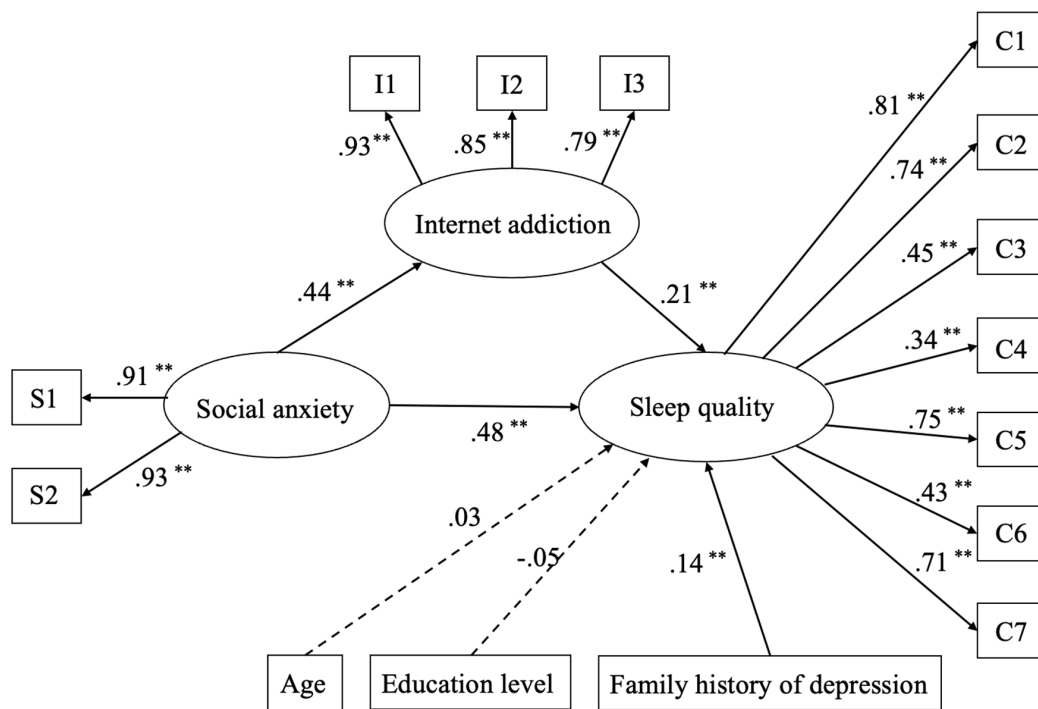 C1
I1
I2
I3
.81 **
.93 **
.85 **
.79 **
C2
.74 **
Internet addiction
C3
.45 **
.44 **
.21 **
C4
.34 **
.91 **
S1
Social anxiety
Sleep quality
.48 **
C5
.75 **
S2
.93 **
C6
.43 **
.03
-.05
.14 **
.71 **
C7
Age
Education level
Family history of depression